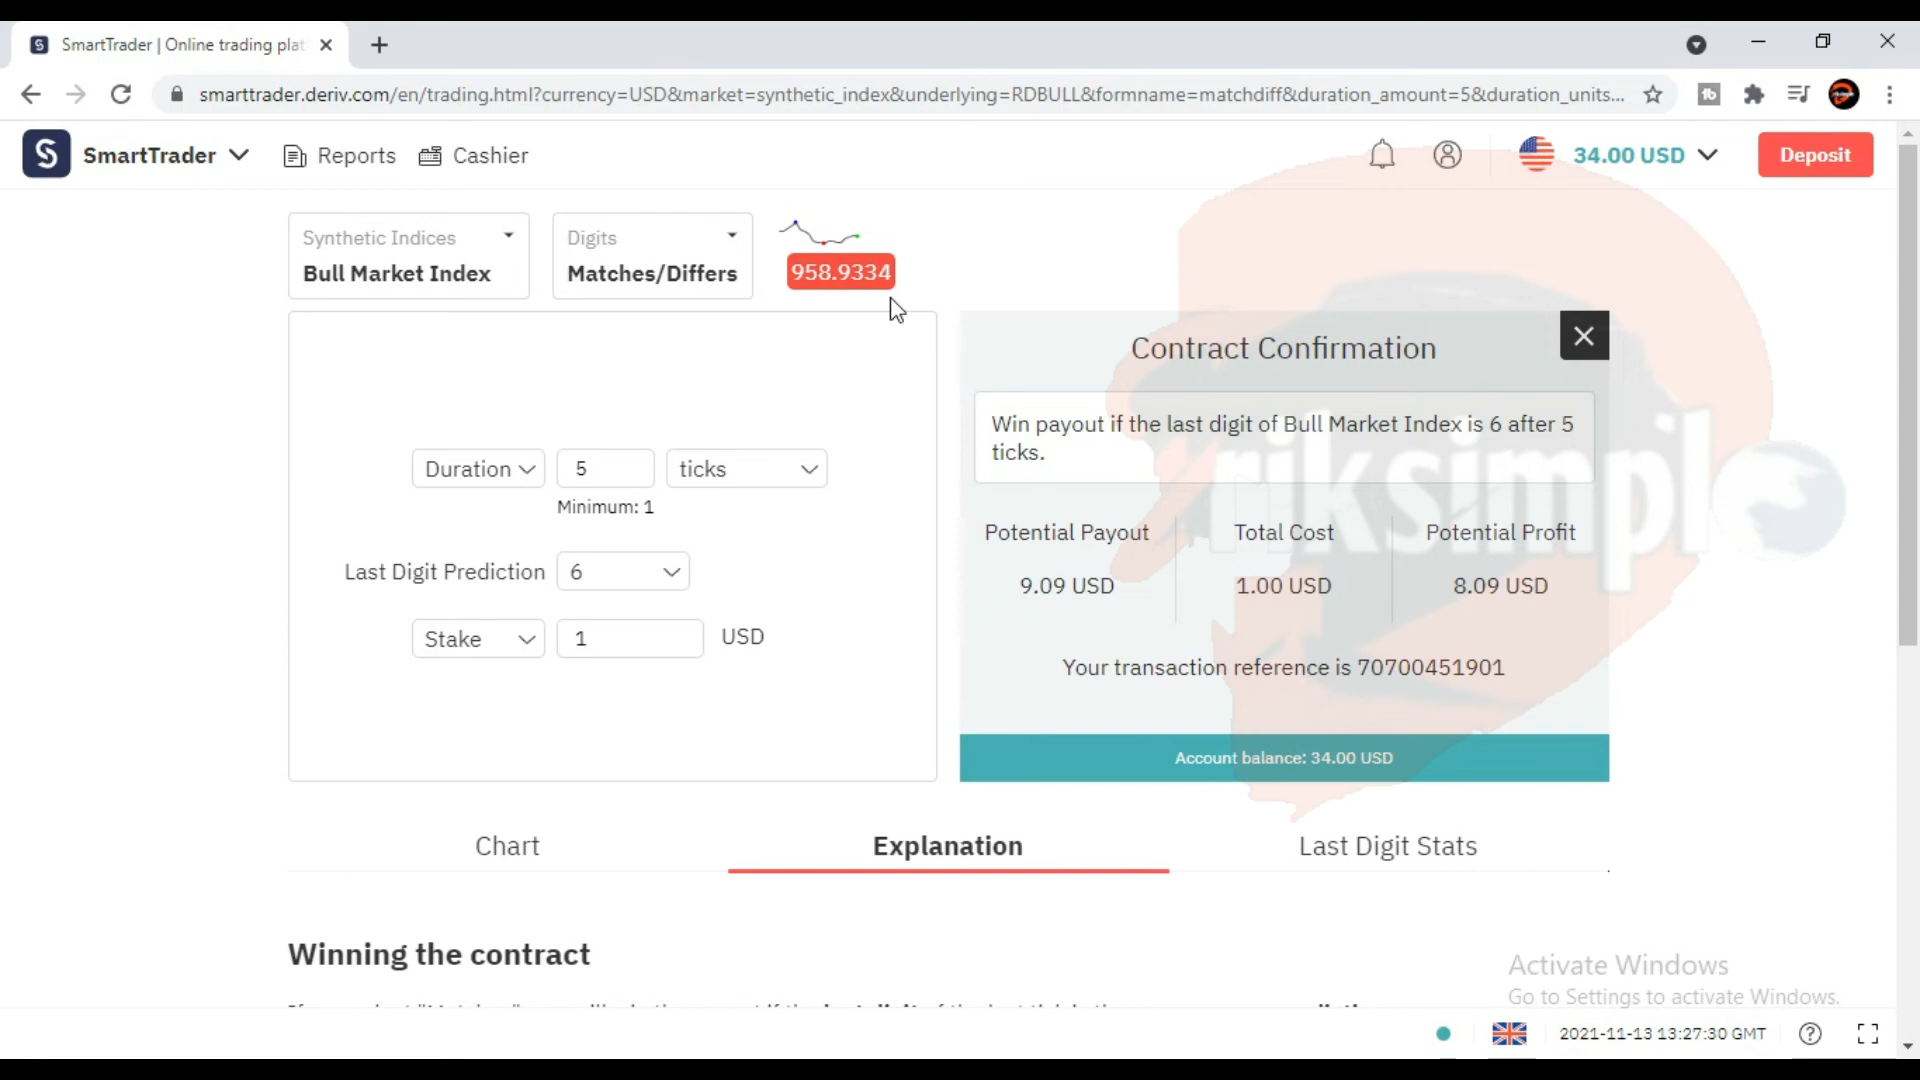 SmartTrader | Online trading plat
smarttrader.deriv.com/en/trading.html?currency=USD&market=synthetic_index&underlying=RDBULL&formname=matchdiff&duration_amount=5&duration_units...
SmartTrader Reports Cashier 34.00 USD Deposit
Synthetic Indices
Bull Market Index
Digits
Matches/Differs
958.9334
Duration 5 ticks
Minimum: 1
Last Digit Prediction 6
Stake 1 USD
Contract Confirmation
Win payout if the last digit of Bull Market Index is 6 after 5
ticks.
Potential Payout Total Cost Potential Profit
9.09 USD 1.00 USD 8.09 USD
Your transaction reference is 70700451901
Account balance: 34.00 USD
riksimpl
Chart Explanation Last Digit Stats
Winning the contract
Activate Windows
Go to Settings to activate Windows.
2021-11-13 13:27:30 GMT